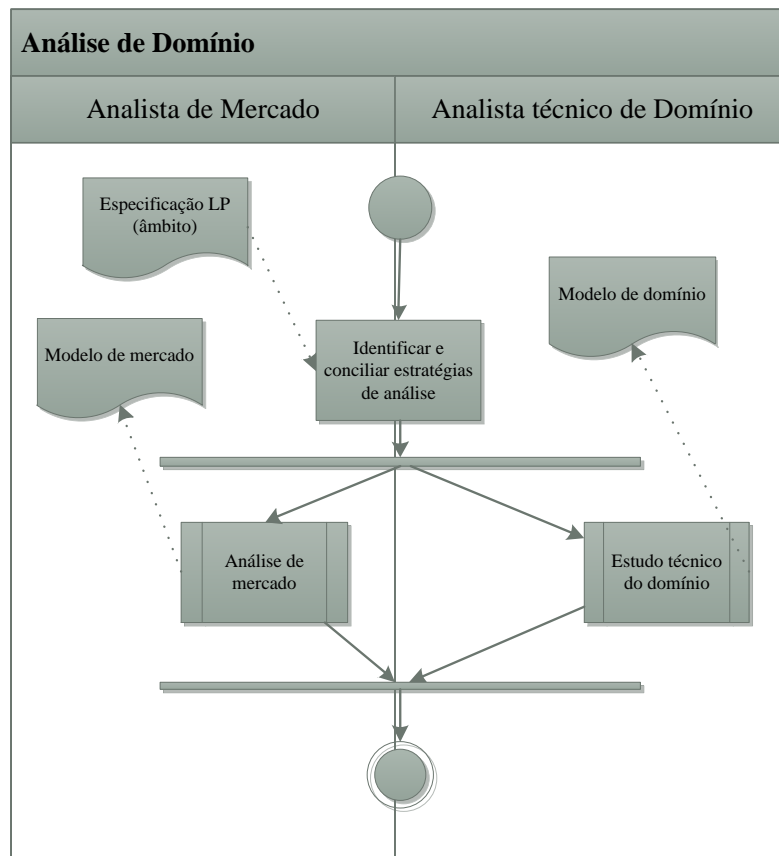 Análise de Domínio
Analista de Mercado
Analista técnico de Domínio
Especificação LP
(âmbito)
Modelo de domínio
Modelo de mercado
Identificar e
conciliar estratégias
de análise
Análise de
mercado
Estudo técnico
do domínio